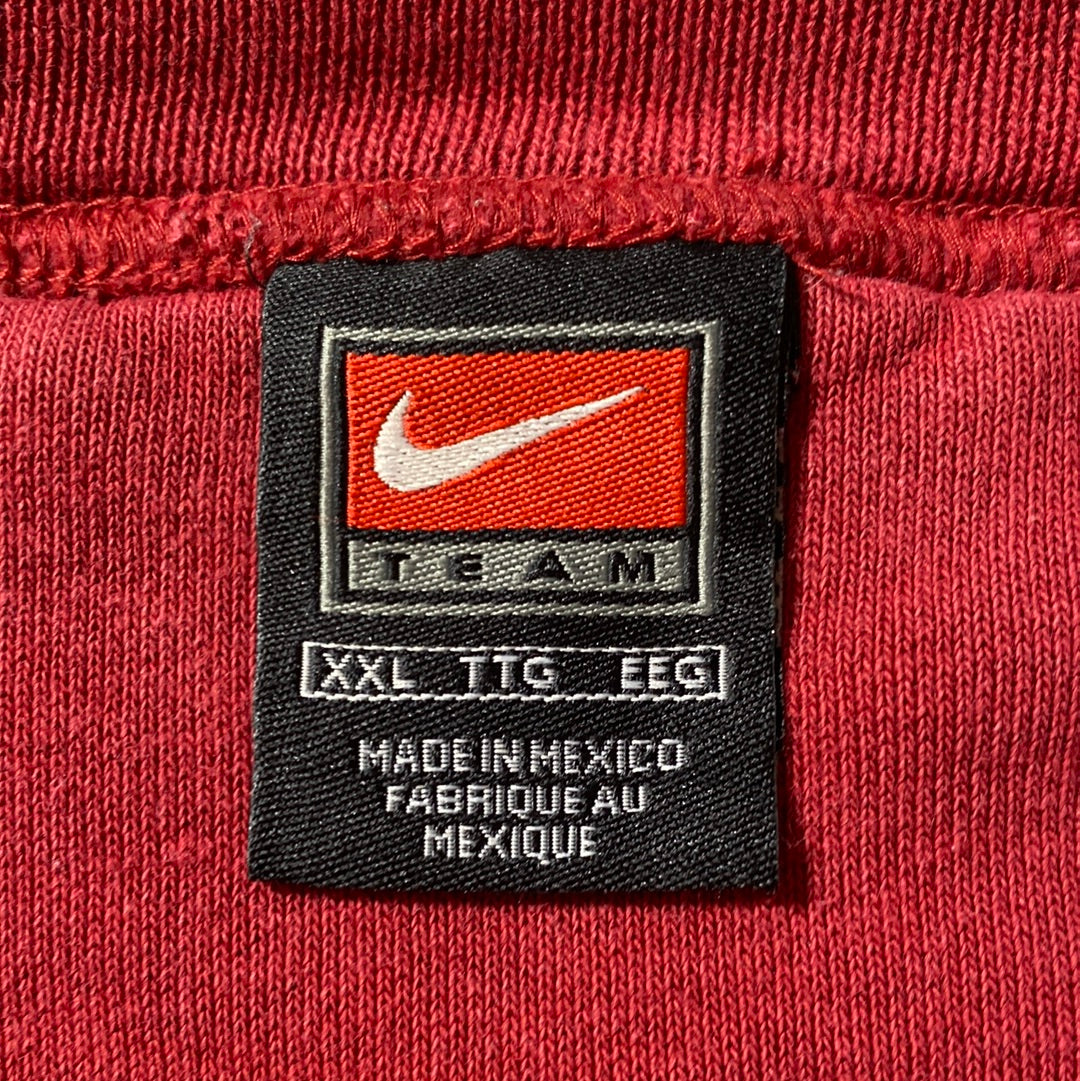 TEAM
XXL TTG EEG
MADE IN MEXICO
FABRIQUE AU
MEXIQUE